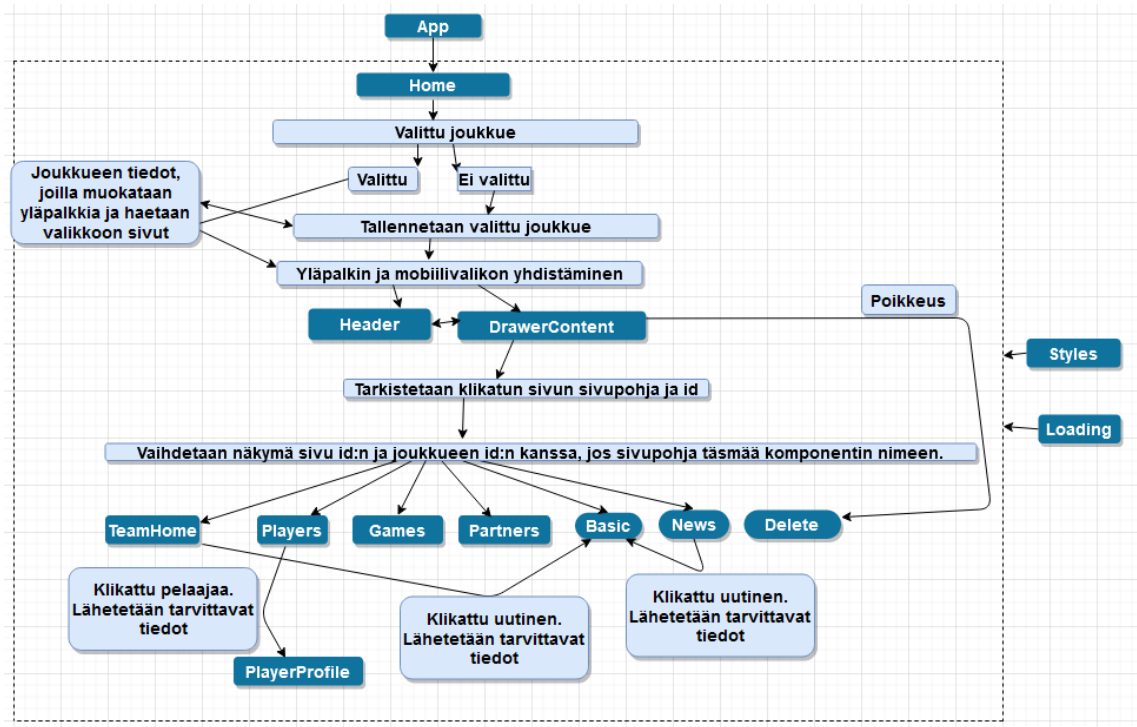 App
Home
Valittu joukkue
Joukkueen tiedot,
joilla muokataan
yläpalkkia ja haetaan
valikkoon sivut
Valittu
Ei valittu
Tallennetaan valittu joukkue
Yläpalkin ja mobiilivalikon yhdistäminen
Poikkeus
Header
DrawerContent
Styles
Tarkistetaan klikatun sivun sivupohja ja id
Loading
Vaihdetaan näkymä sivu id:n ja joukkueen id:n kanssa, jos sivupohja täsmää komponentin nimeen.
TeamHome
Players
Games
Partners
Basic
News
Delete
Klikattu pelaajaa.
Lähetetään tarvittavat
tiedot
Klikattu uutinen.
Lähetetään tarvittavat
tiedot
Klikattu uutinen.
Lähetetään tarvittavat
tiedot
PlayerProfile